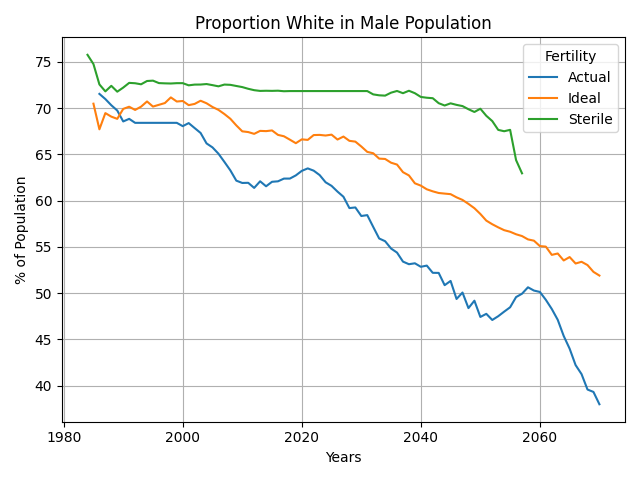 Proportion White in Male Population
% of Population
75
70
65
60
55
50
45
40
1980
2000
2020
2040
2060
Years
Fertility
Actual
Ideal
Sterile